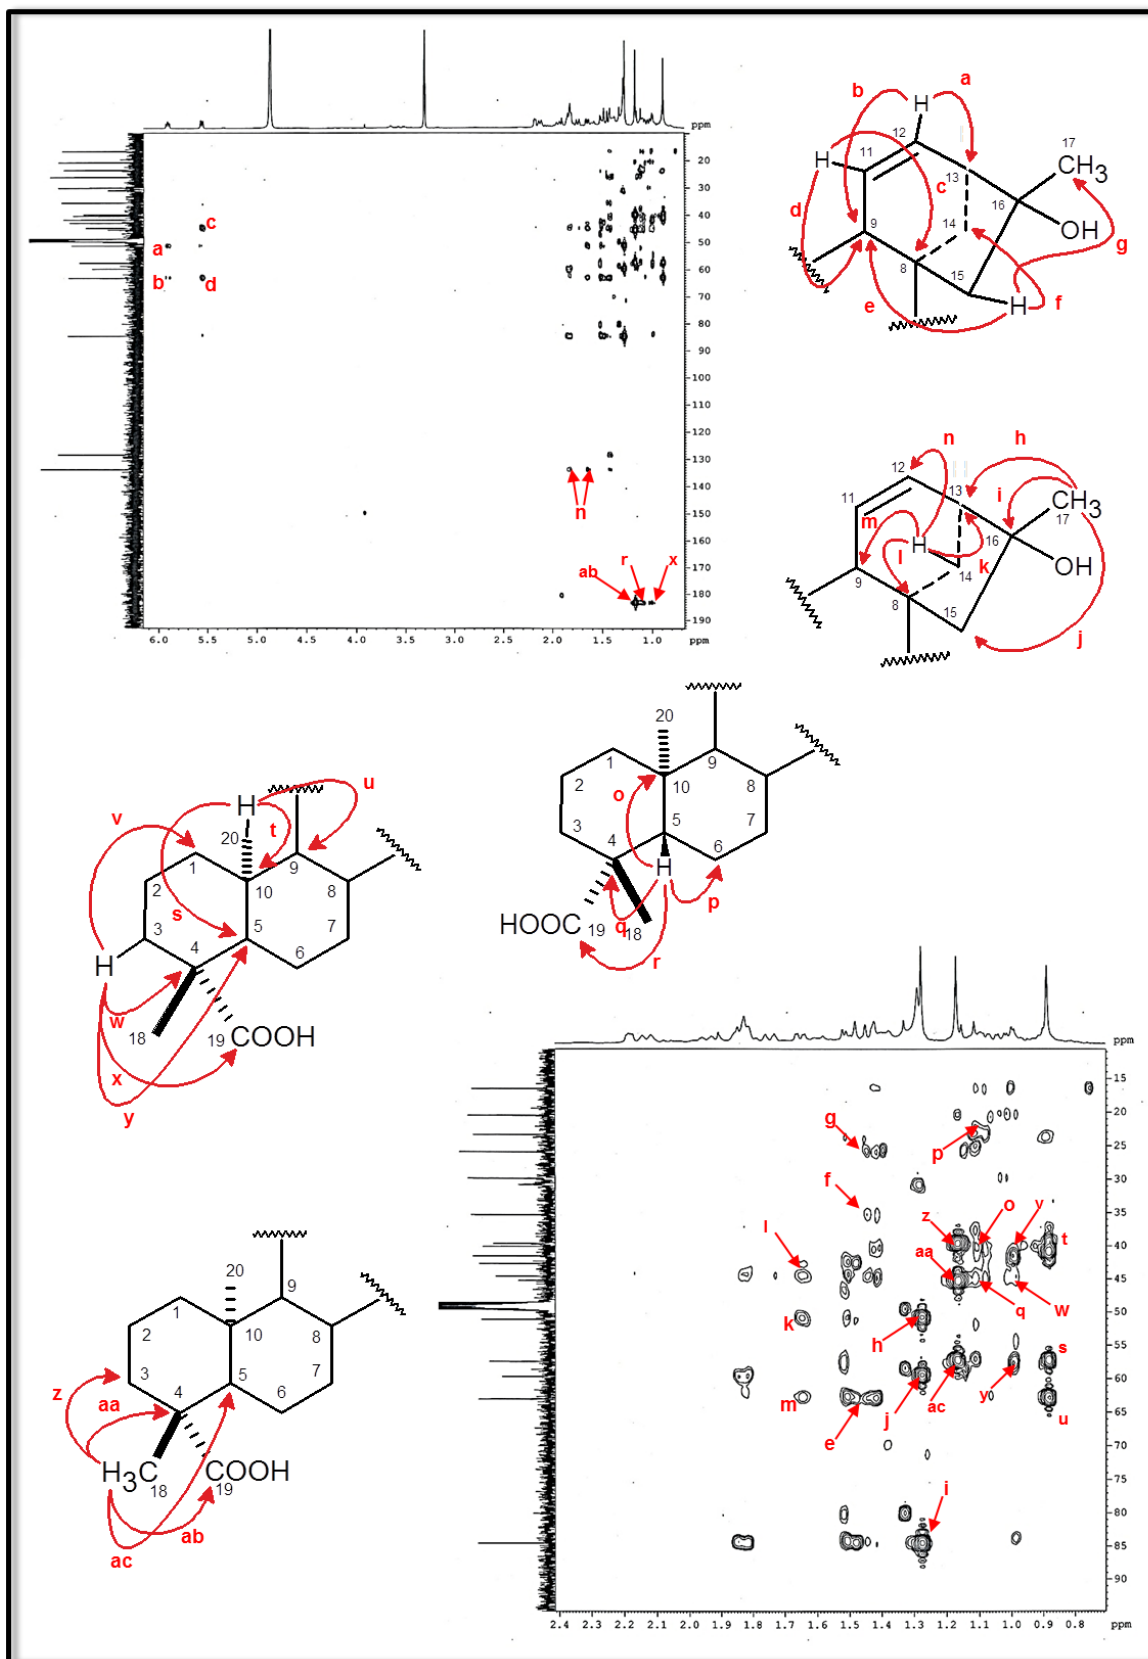 ppm
20
30
40
50
60
70
80
90
100
110
120
130
140
150
160
170
180
190
6.0 5.5 5.0 4.5 4.0 3.5 3.0 2.5 2.0 1.5 1.0 ppm
a
b
c
d
n
ab r x
b H a
12
H 11
17
CH3
13
c
16
d
14
OH
9
g
8
15
H
e f
n h
12
13
11
i CH3
17
m
H
16
l
k OH
14
9
8
15
j
20
1
9
2
o 10
8
5
3
7
4
6
H
HOOC
19
q
18
p
r
H
u
v
20
t
1
9
2
10
8
s
3
5
7
4
6
H
w
18
19 COOH
x
y
20
9
1
2
10
8
3
5
7
z
4
6
aa
H3C
18
COOH
19
ab
ac
ppm
15
20
25
30
35
40
45
50
55
60
65
70
75
80
85
90
2.4 2.3 2.2 2.1 2.0 1.9 1.8 1.7 1.6 1.5 1.4 1.3 1.2 1.1 1.0 0.9 0.8 ppm
g
p
f
l
z
o
t
aa
q
w
k
h
s
m
j
ac
y
u
e
i